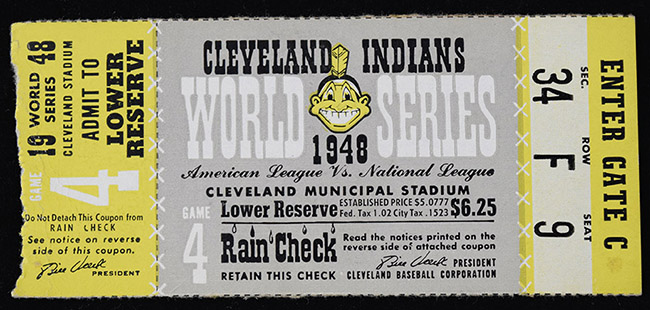 19 WORLD SERIES 48
CLEVELAND STADIUM
ADMIT TO
LOWER
RESERVE
GAME
4
Do Not Detach This Coupon from
RAIN CHECK
See notice on reverse
side of this coupon.
Bill Veeck
PRESIDENT
CLEVELAND INDIANS
WORLD SERIES
1948
American League Vs. National League
CLEVELAND MUNICIPAL STADIUM
Lower Reserve
ESTABLISHED PRICE $5.0777
Fed. Tax 1.02 City Tax .1523
$6.25
GAME
4
Rain Check
Read the notices printed on the
reverse side of attached coupon
RETAIN THIS CHECK
Bill Veeck
PRESIDENT
CLEVELAND BASEBALL CORPORATION
SEC. 34
ROW F
SEAT 9
ENTER GATE C